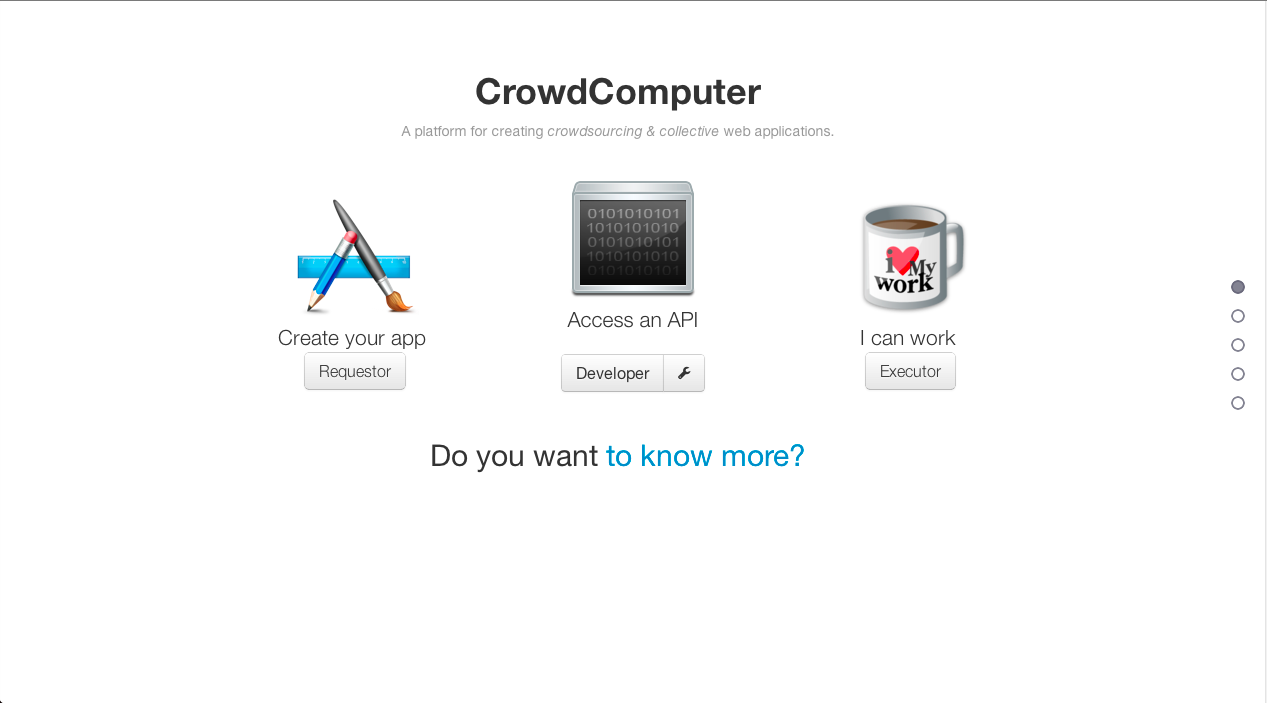 CrowdComputer
A platform for creating crowdsourcing & collective web applications.
0101010101
1010101010
0101010101
1010101010
0101010101
i My
work
Create your app
Access an API
I can work
Requestor
Developer
Executor
Do you want to know more?